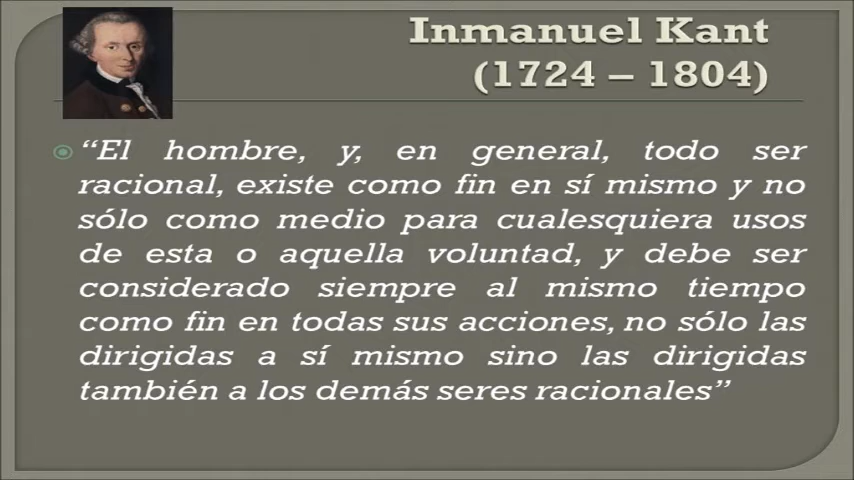 Inmanuel Kant
(1724 – 1804)
“El hombre, y, en general, todo ser
racional, existe como fin en sí mismo y no
sólo como medio para cualesquiera usos
de esta o aquella voluntad, y debe ser
considerado siempre al mismo tiempo
como fin en todas sus acciones, no sólo las
dirigidas a sí mismo sino las dirigidas
también a los demás seres racionales”